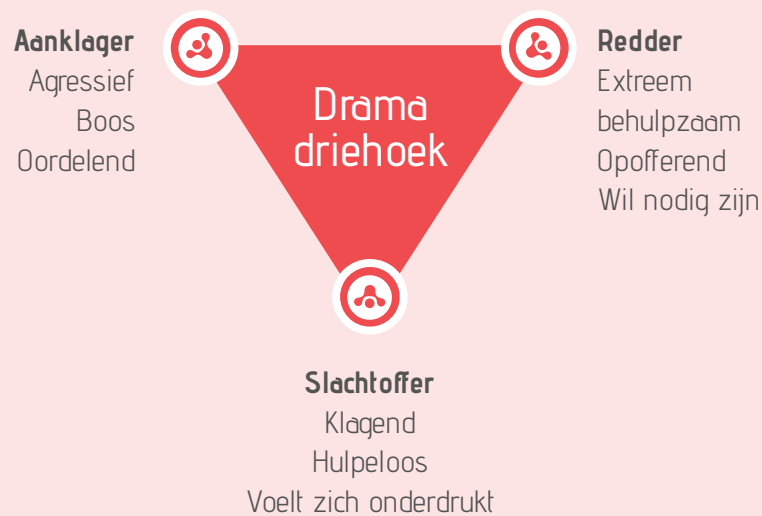 Aanklager
Agressief
Boos
Oordelend
Drama
driehoek
Redder
Extreem
behulpzaam
Opofferend
Wil nodig zijn
Slachtoffer
Klagend
Hulpeloos
Voelt zich onderdrukt